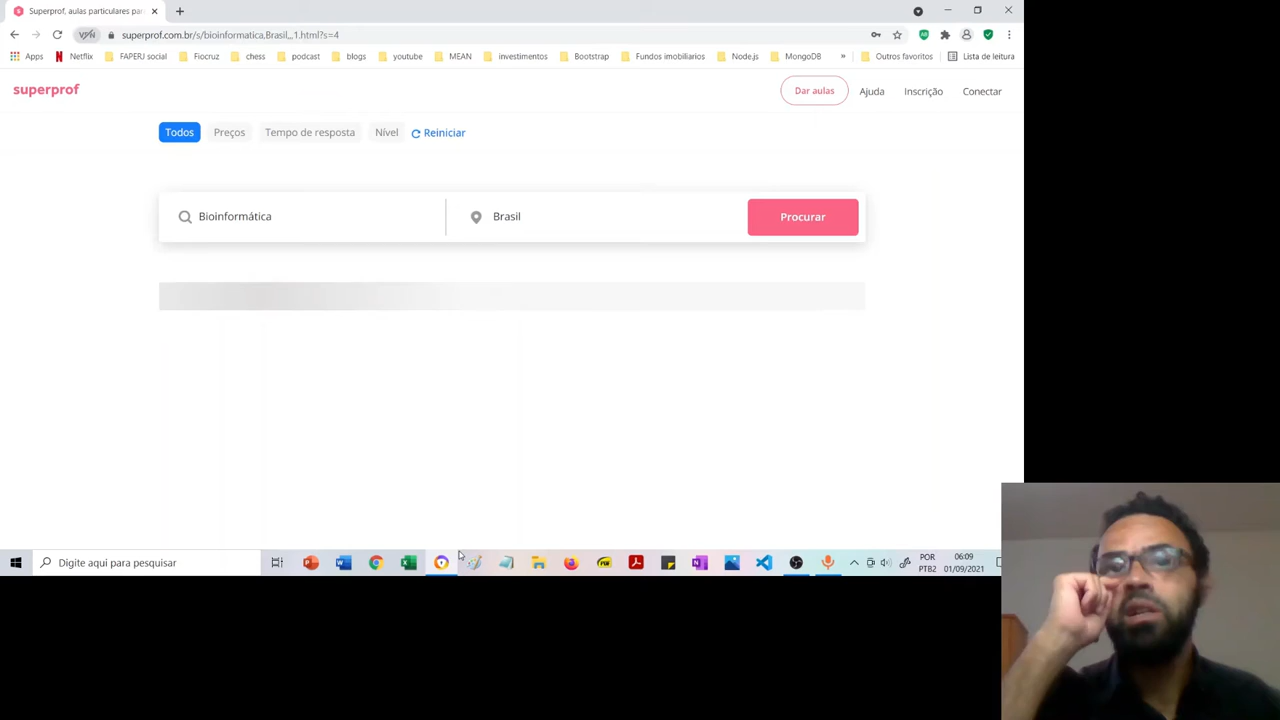 Superprof, aulas particulares pa
superprof.com.br/s/bioinformatica,Brasil,,1.html?s=4
Apps Netflix FAPERJ social Fiocruz chess podcast blogs youtube MEAN investimentos Bootstrap Fundos imobiliarios Node.js MongoDB » Outros favoritos Lista de leitura
superprof Dar aulas Ajuda Inscrição Conectar
Todos Preços Tempo de resposta Nível Reiniciar
Bioinformática Brasil Procurar
Digite aqui para pesquisar
POR 06:09
PTB2 01/09/2021